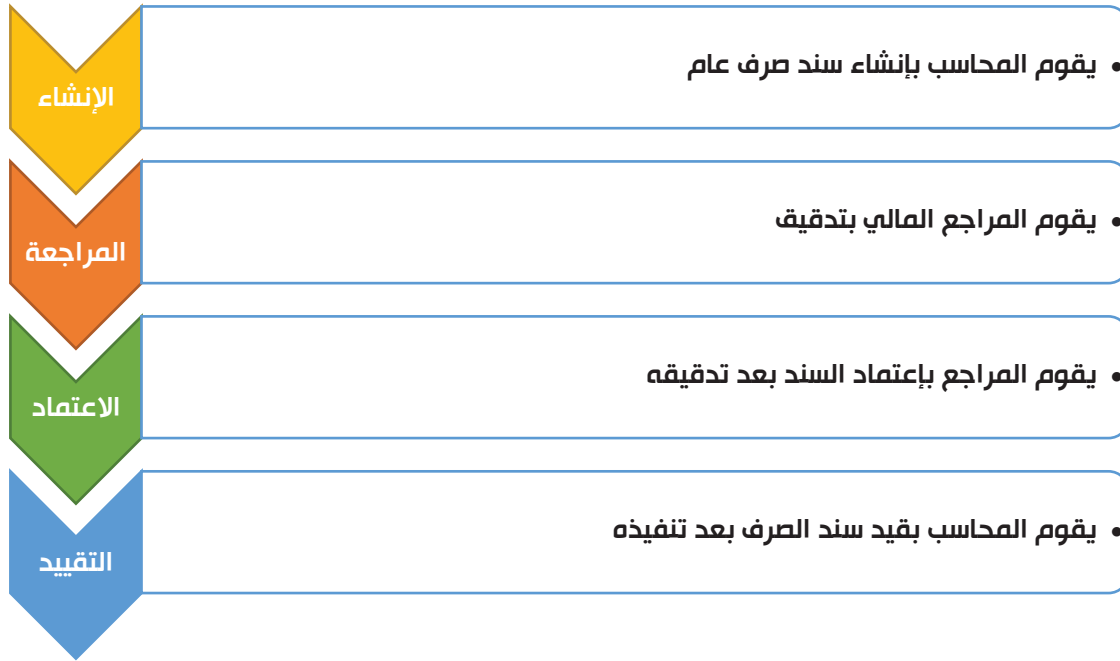 الإنشاء
• يقوم المحاسب بإنشاء سند صرف عام
المراجعة
• يقوم المراجع المالي بتدقيق
الاعتماد
• يقوم المراجع بإعتماد السند بعد تدقيقه
التقييد
• يقوم المحاسب بقيد سند الصرف بعد تنفيذه